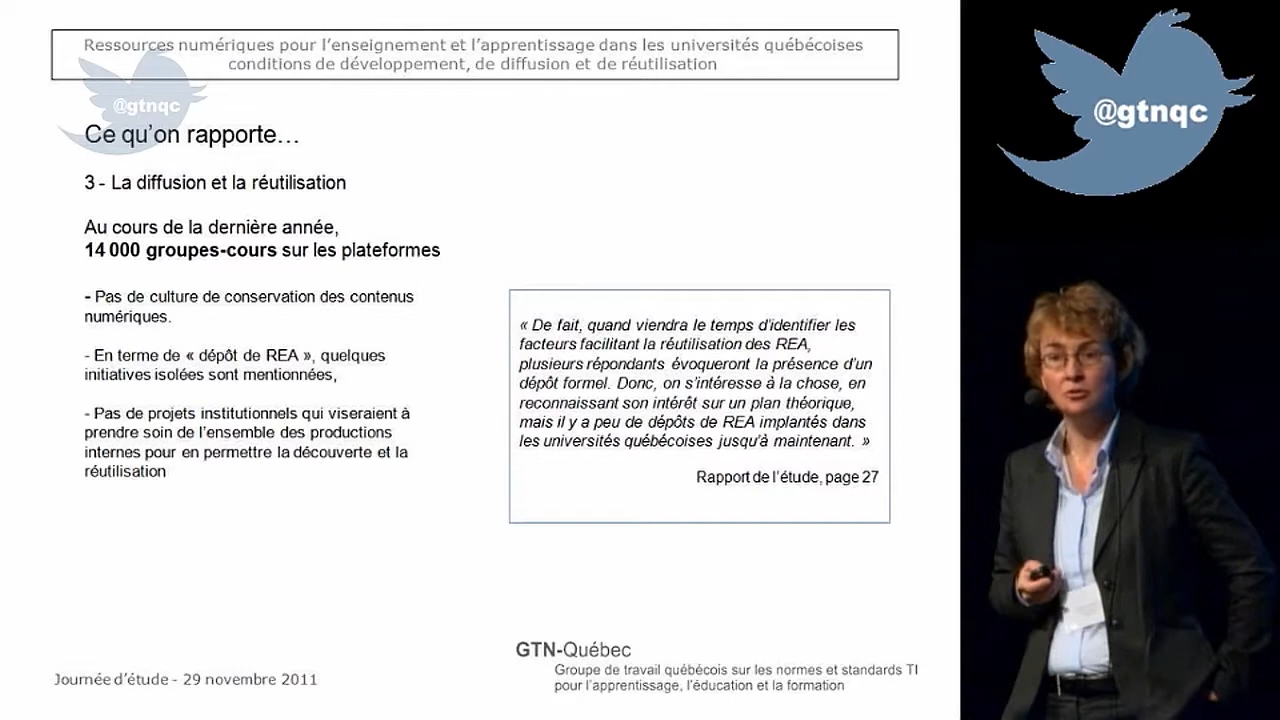 Ressources numériques pour l'enseignement et l'apprentissage dans les universités québécoises
conditions de développement, de diffusion et de réutilisation
@gtnqc
@gtnqc
Ce qu'on rapporte…
3 - La diffusion et la réutilisation
Au cours de la dernière année,
14 000 groupes-cours sur les plateformes
- Pas de culture de conservation des contenus
numériques.
- En terme de « dépôt de REA », quelques
initiatives isolées sont mentionnées,
- Pas de projets institutionnels qui viseraient à
prendre soin de l'ensemble des productions
internes pour en permettre la découverte et la
réutilisation
« De fait, quand viendra le temps d'identifier les
facteurs facilitant la réutilisation des REA,
plusieurs répondants évoqueront la présence d'un
dépôt formel. Donc, on s'intéresse à la chose, en
reconnaissant son intérêt sur un plan théorique,
mais il y a peu de dépôts de REA implantés dans
les universités québécoises jusqu'à maintenant. »
Rapport de l'étude, page 27
GTN-Québec
Groupe de travail québécois sur les normes et standards TI
pour l'apprentissage, l'éducation et la formation
Journée d'étude - 29 novembre 2011